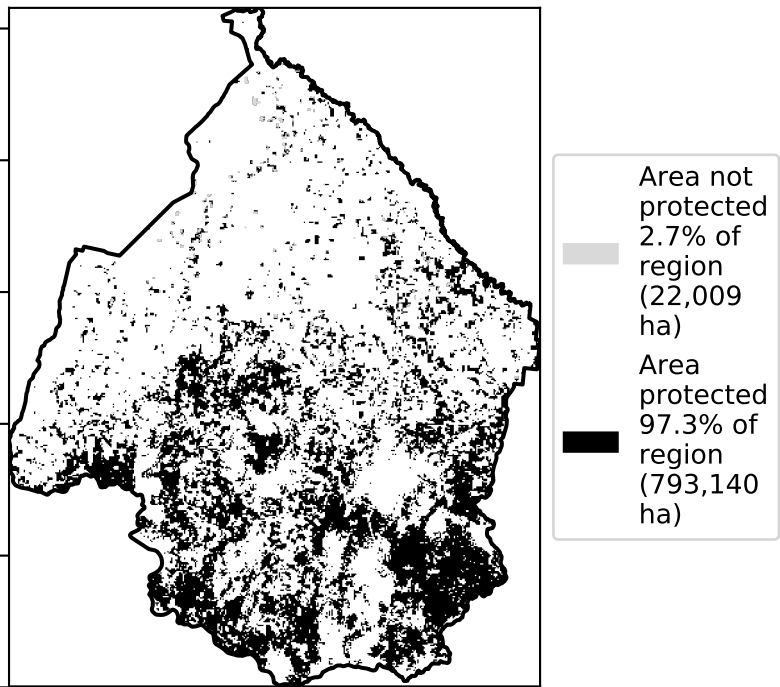 Area not
protected
2.7% of
region
(22,009
ha)
Area
protected
97.3% of
region
(793,140
ha)